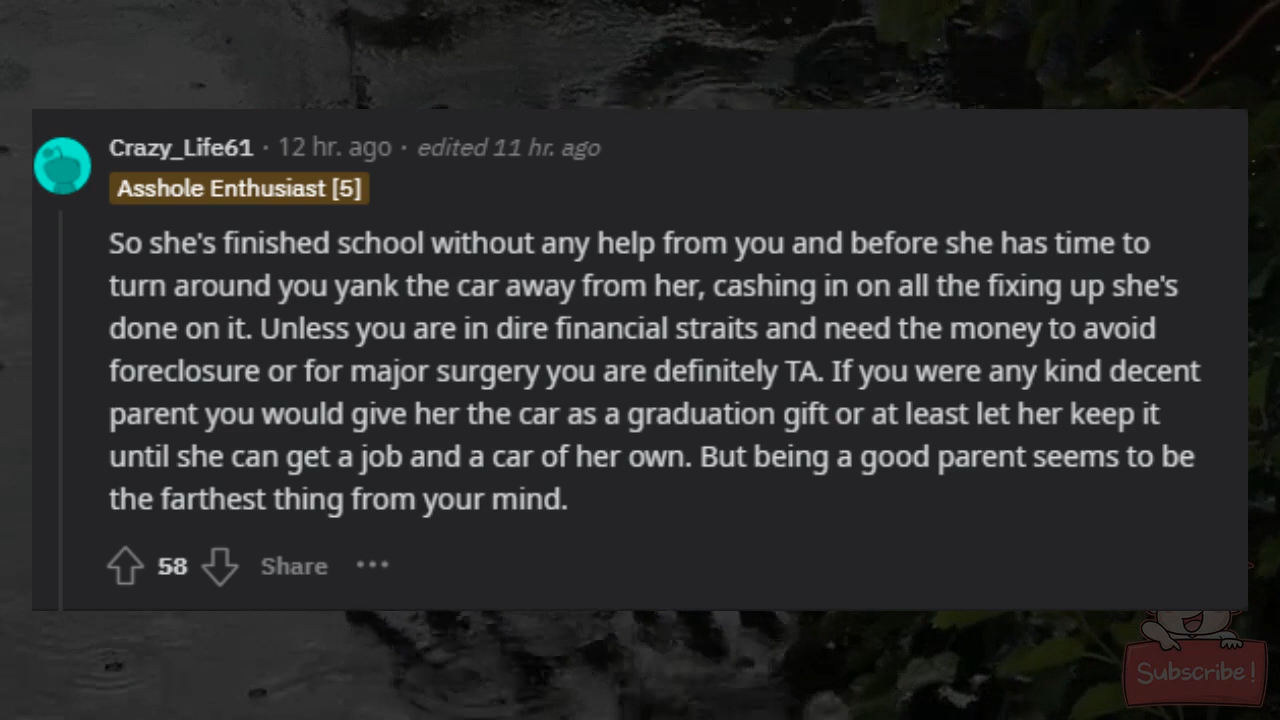 Crazy_Life61 · 12 hr. ago · edited 11 hr. ago
Asshole Enthusiast [5]
So she's finished school without any help from you and before she has time to
turn around you yank the car away from her, cashing in on all the fixing up she's
done on it. Unless you are in dire financial straits and need the money to avoid
foreclosure or for major surgery you are definitely TA. If you were any kind decent
parent you would give her the car as a graduation gift or at least let her keep it
until she can get a job and a car of her own. But being a good parent seems to be
the farthest thing from your mind.
58 Share ···
Subscribe!